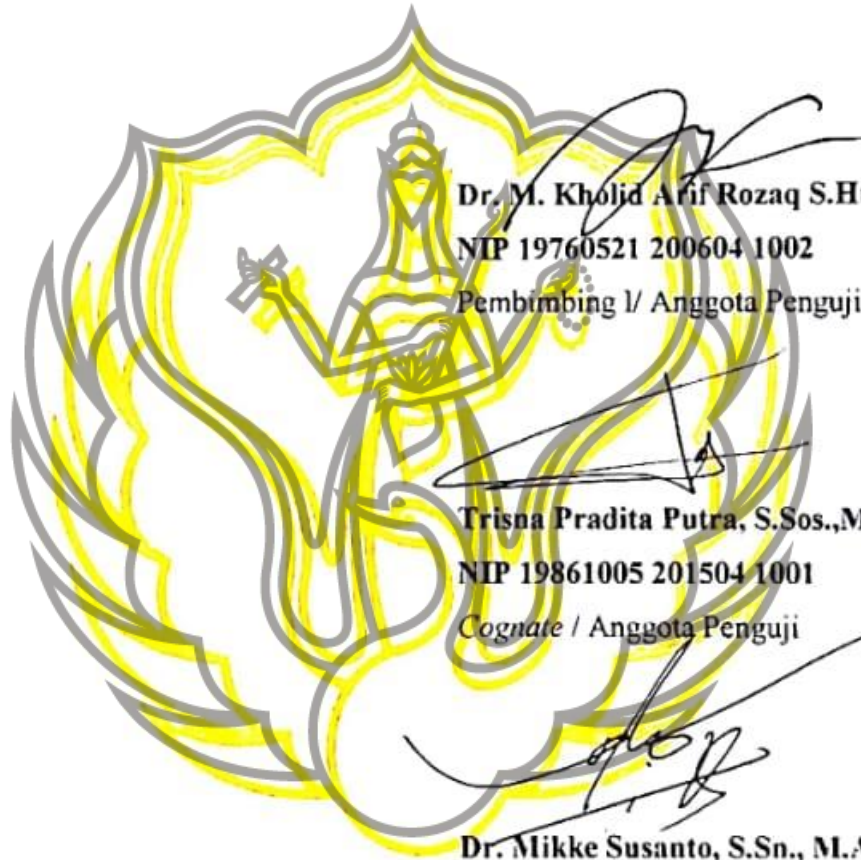 Dr. M. Kholid Arif Rozaq S.H
NIP 19760521 200604 1002
Pembimbing I/ Anggota Penguji
Trisna Pradita Putra, S.Sos.,M
NIP 19861005 201504 1001
Cognate / Anggota Penguji
Dr. Mikke Susanto, S.Sn., M.A